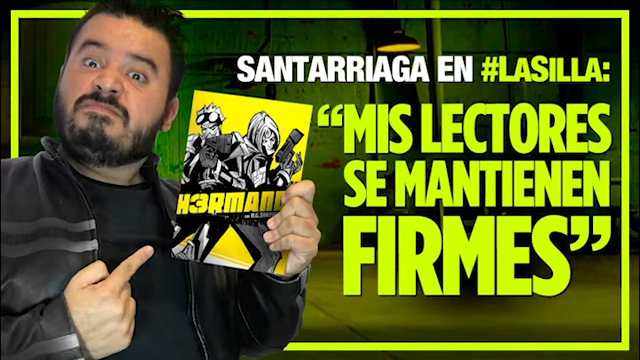 SANTARRIAGA EN #LASILLA:
“MIS LECTORES
SE MANTIENEN
FIRMES”
H3RMANN